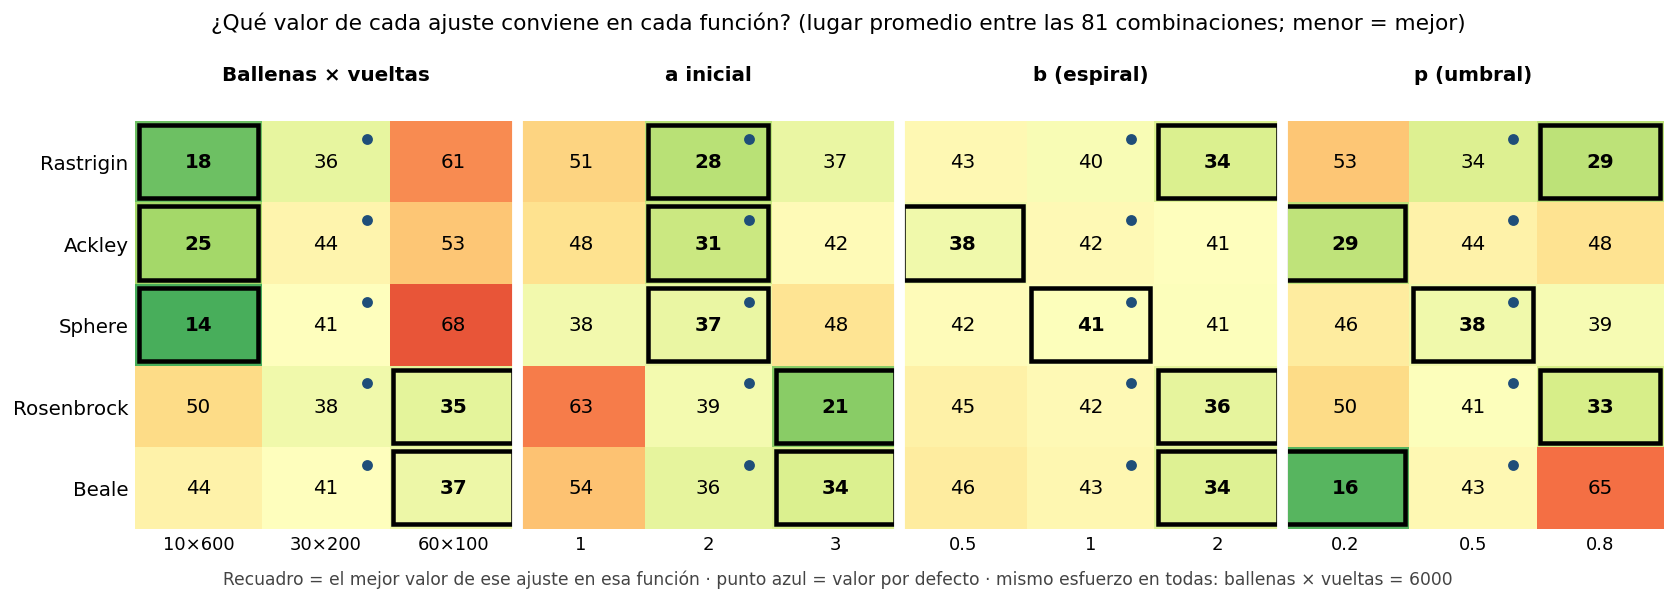 ¿Qué valor de cada ajuste conviene en cada función? (lugar promedio entre las 81 combinaciones; menor = mejor)
Ballenas × vueltas a inicial b (espiral) p (umbral)
Rastrigin 18 36 61 51 28 37 43 40 34 53 34 29
Ackley 25 44 53 48 31 42 38 42 41 29 44 48
Sphere 14 41 68 38 37 48 42 41 41 46 38 39
Rosenbrock 50 38 35 63 39 21 45 42 36 50 41 33
Beale 44 41 37 54 36 34 46 43 34 16 43 65
10×600 30×200 60×100 1 2 3 0.5 1 2 0.2 0.5 0.8
Recuadro = el mejor valor de ese ajuste en esa función · punto azul = valor por defecto · mismo esfuerzo en todas: ballenas × vueltas = 6000